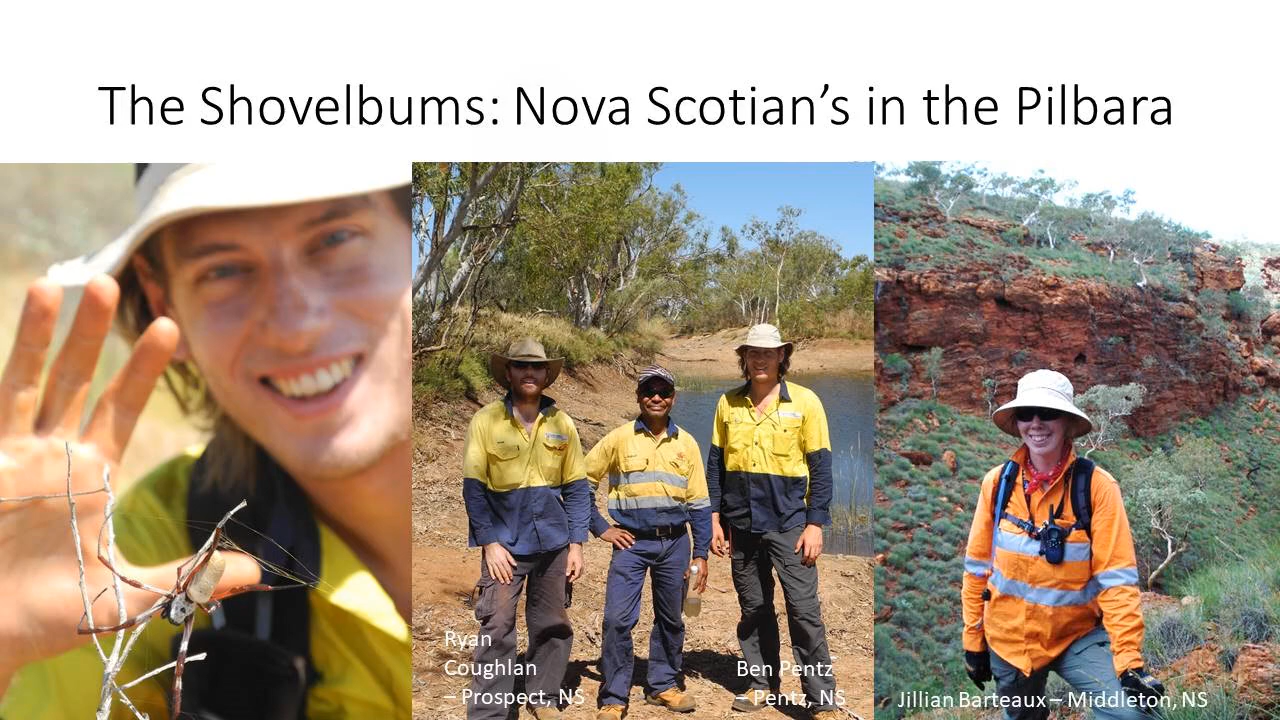 The Shovelbums: Nova Scotian’s in the Pilbara
Ryan
Coughlan
– Prospect, NS
Ben Pentz
– Pentz, NS
Jillian Barteaux – Middleton, NS